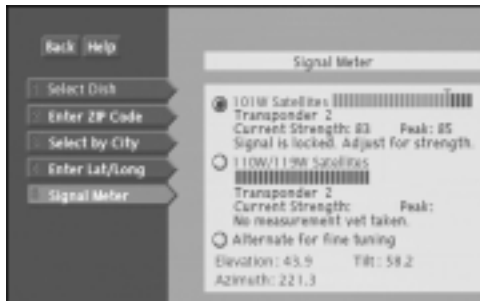 Back Help
Select Dish
Enter ZIP Code
Select by City
Enter Lat/Long
Signal Meter
Signal Meter
101W Satellites
Transponder 2
Current Strength: 83 Peak: 85
Signal is locked. Adjust for strength.
110W/119W Satellites
Transponder 2
Current Strength: Peak:
No measurement yet taken.
Alternate for fine tuning
Elevation: 43.9 Tilt: 58.2
Azimuth: 221.3